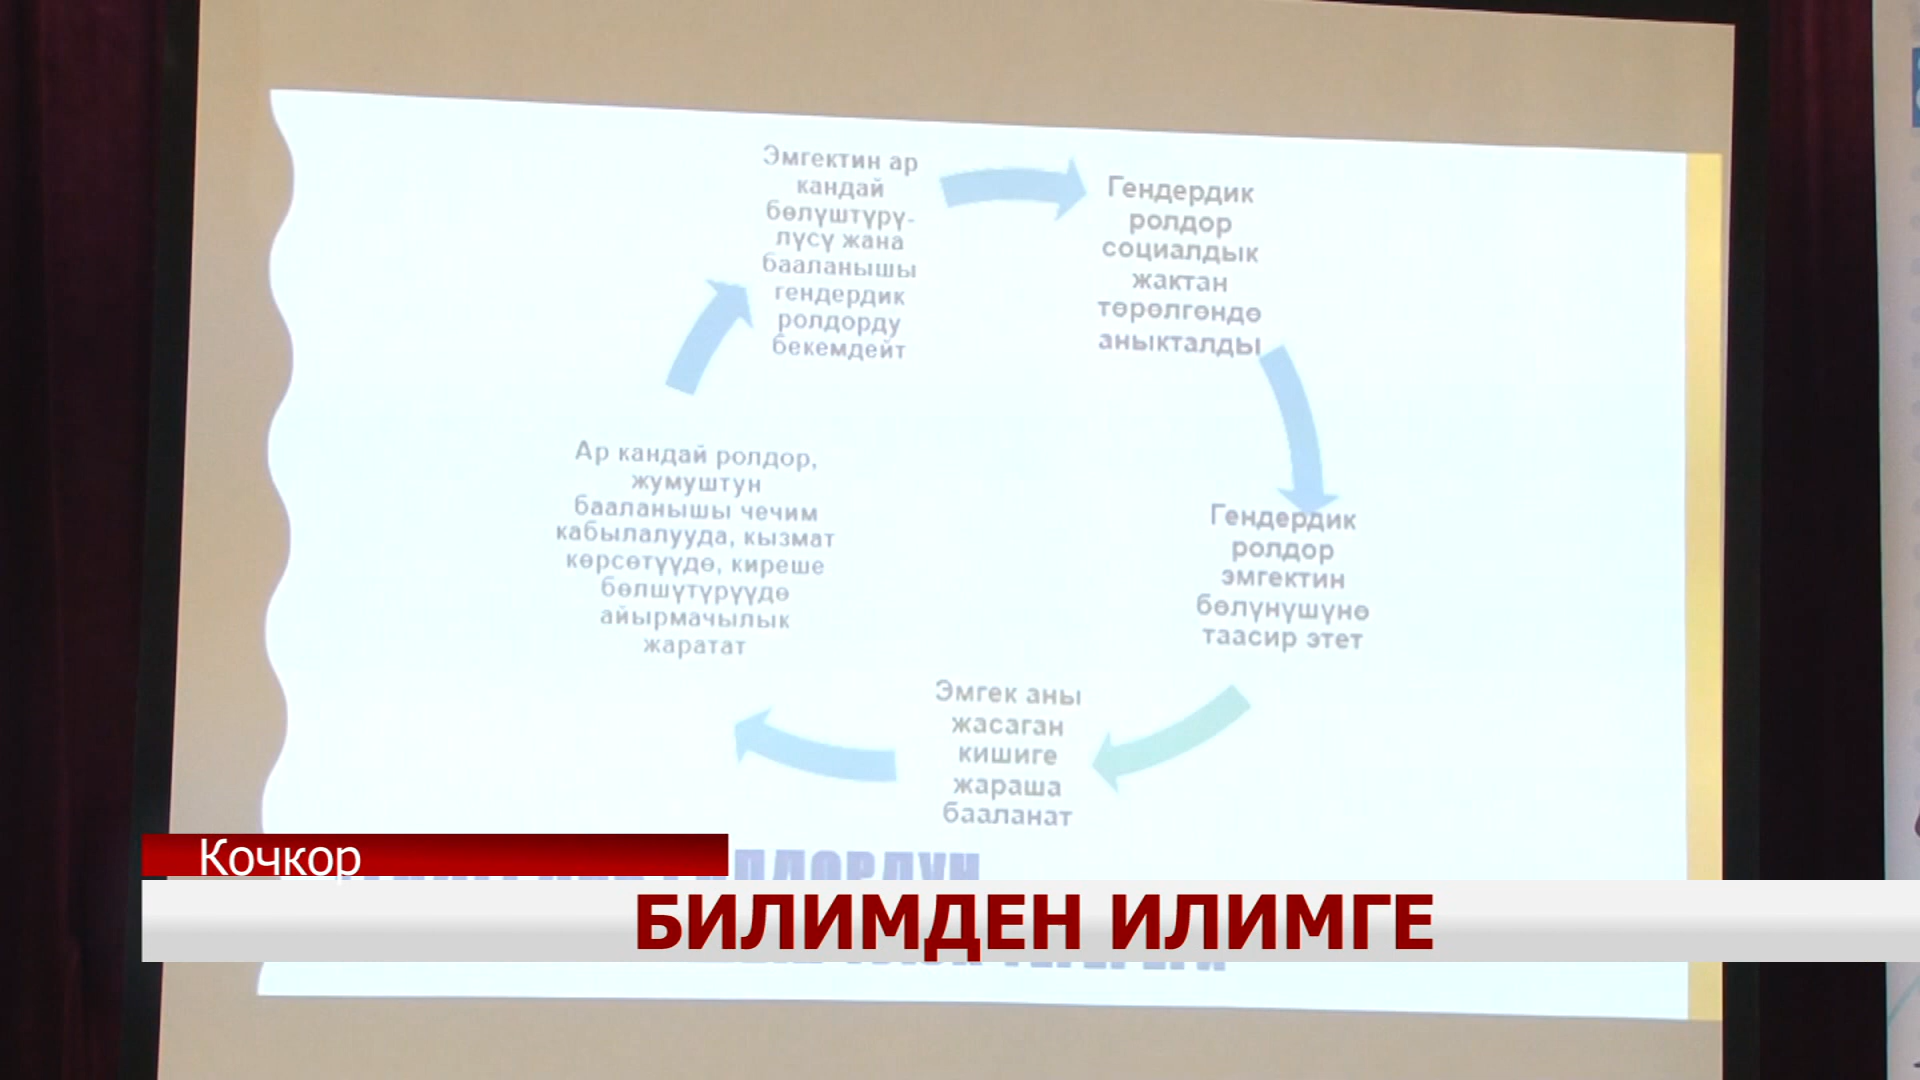 Эмгектин ар
кандай
бөлүштүрү-
лүсү жана
бааланышы
гендердик
ролдорду
бекемдейт
Гендердик
ролдор
социалдык
жактан
төрөлгөндө
аныкталды
Гендердик
ролдор
эмгектин
бөлүнүшүнө
таасир этет
Эмгек аны
жасаган
кишиге
жараша
бааланат
Ар кандай ролдор,
жумуштун
бааланышы чечим
кабылалууда, кызмат
көрсөтүүдө, киреше
бөлшүтүрүүдө
айырмачылык
жаратат
Кочкор
БИЛИМДЕН ИЛИМГЕ